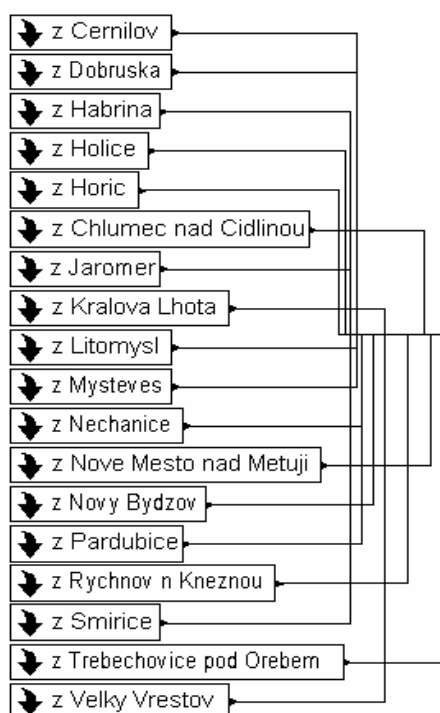 z Cernilov
z Dobruska
z Habrina
z Holice
z Horic
z Chlumec nad Cidlinou
z Jaromer
z Kralova Lhota
z Litomysl
z Mysteves
z Nechanice
z Nove Mesto nad Metuji
z Novy Bydzov
z Pardubice
z Rychnov n Kneznou
z Smirice
z Trebechovice pod Orebem
z Velky Vrestov